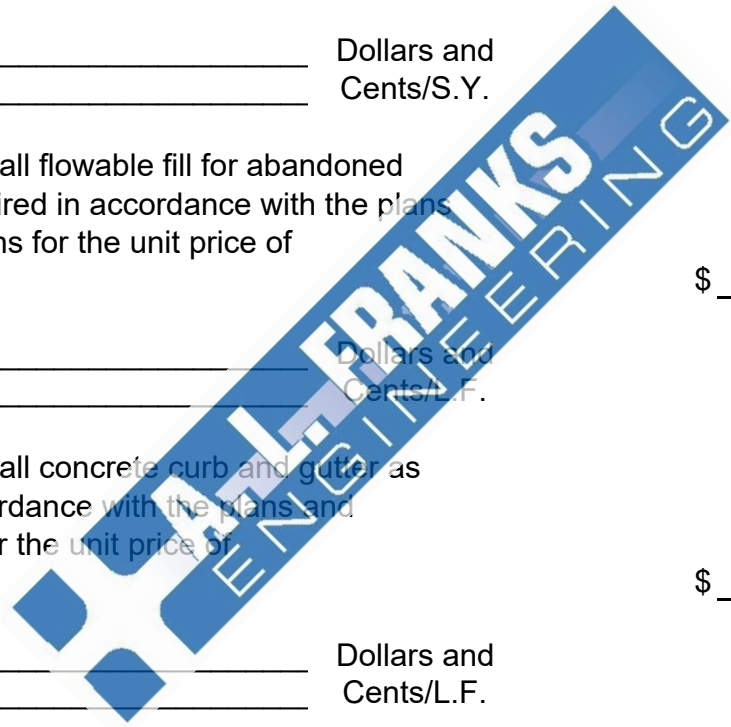 Dollars and
Cents/S.Y.
all flowable fill for abandoned
ired in accordance with the plans
ns for the unit price of
$
Dollars and
Cents/L.F.
all concrete curb and gutter as
rdance with the plans and
r the unit price of
$
Dollars and
Cents/L.F.
A. L. FRANKS
ENGINEERING